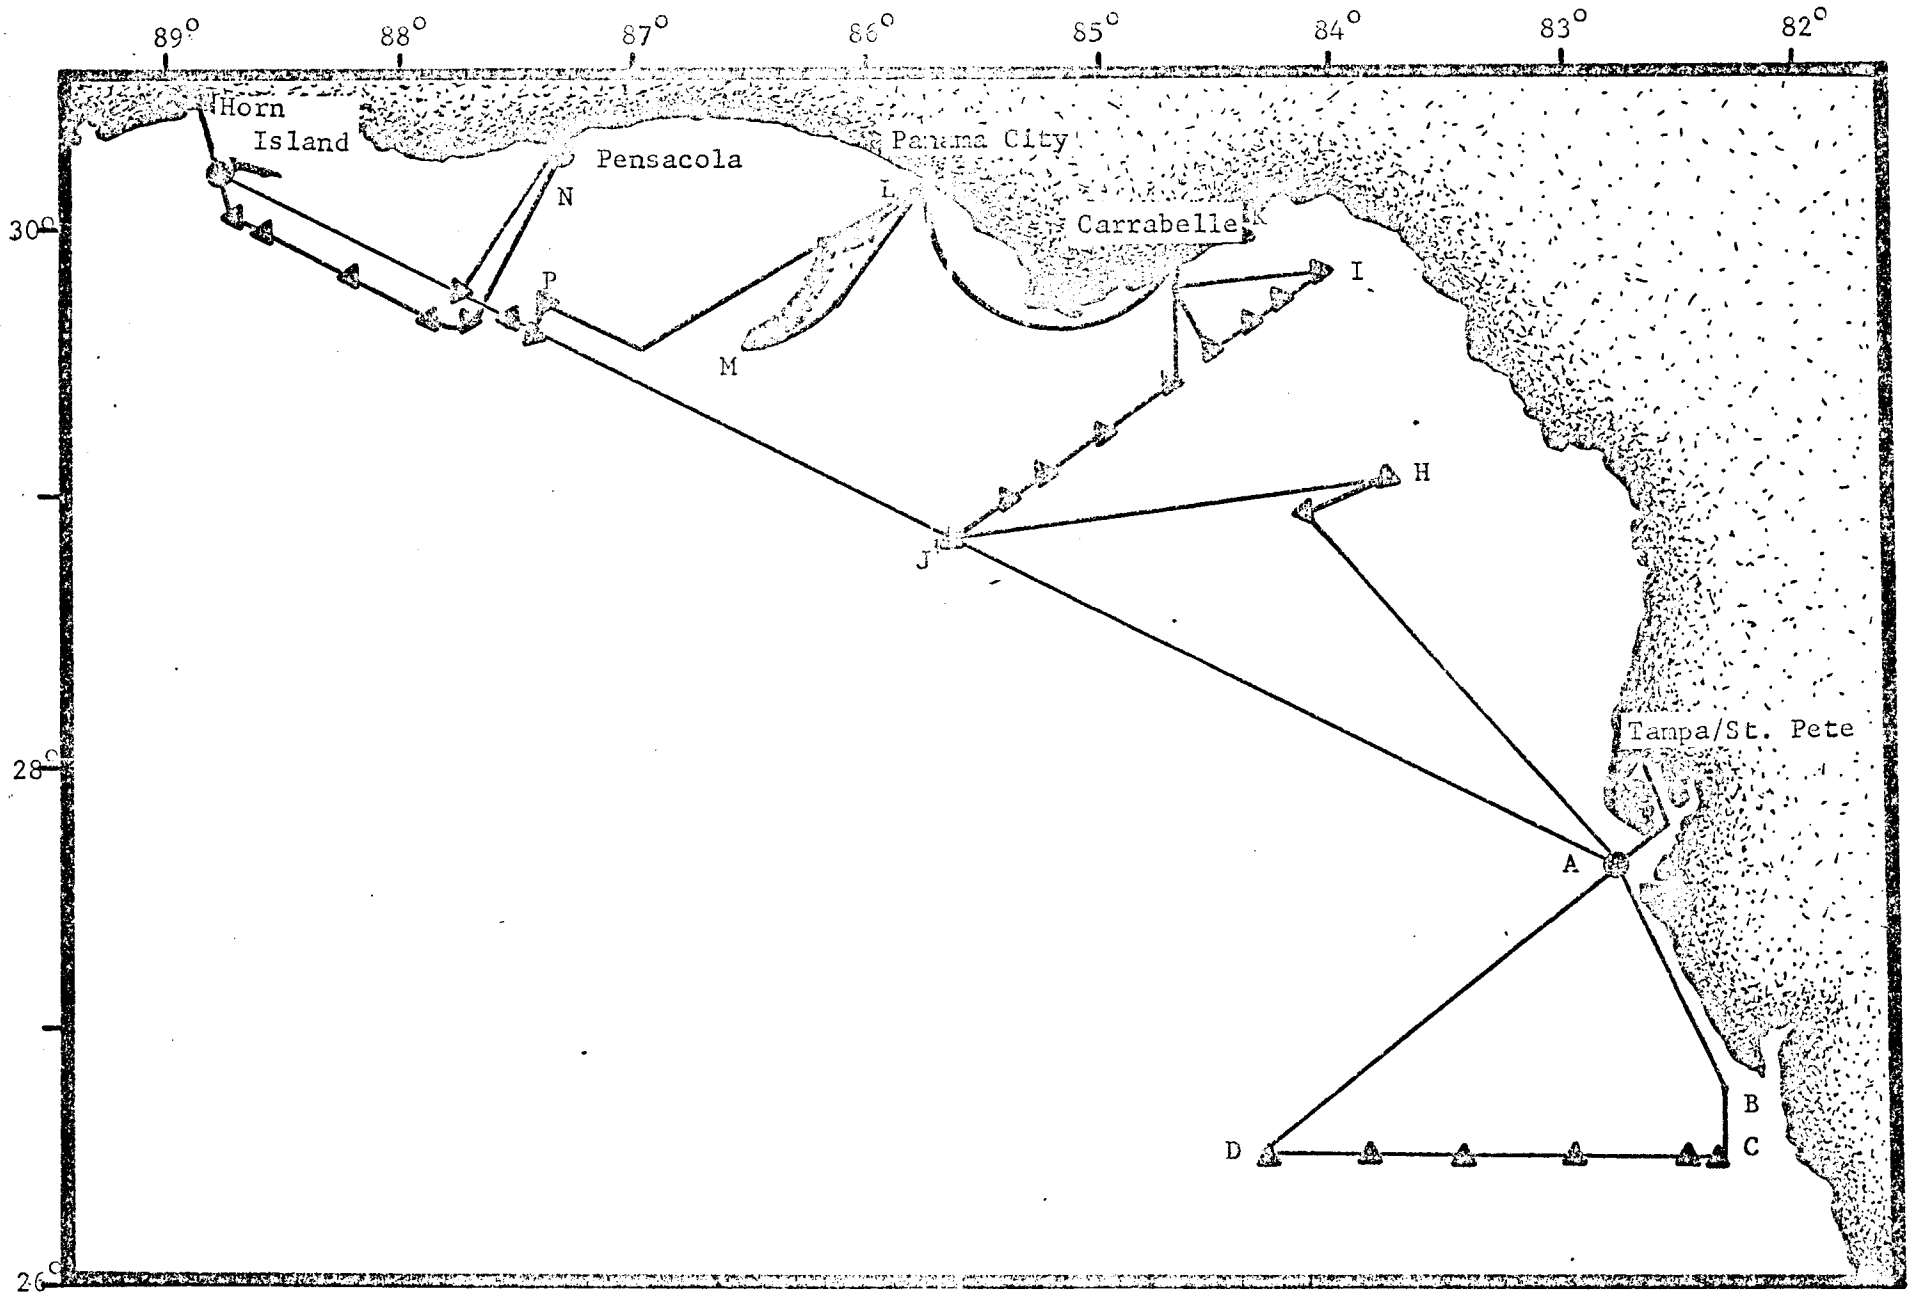 89° 88° 87° 86° 85° 84° 83° 82°
Horn
Island
Panama City
Pensacola
L
N
K
Carrabelle
30°
P
I
M
H
J
Tampa/St. Pete
28°
A
B
D
C
26°